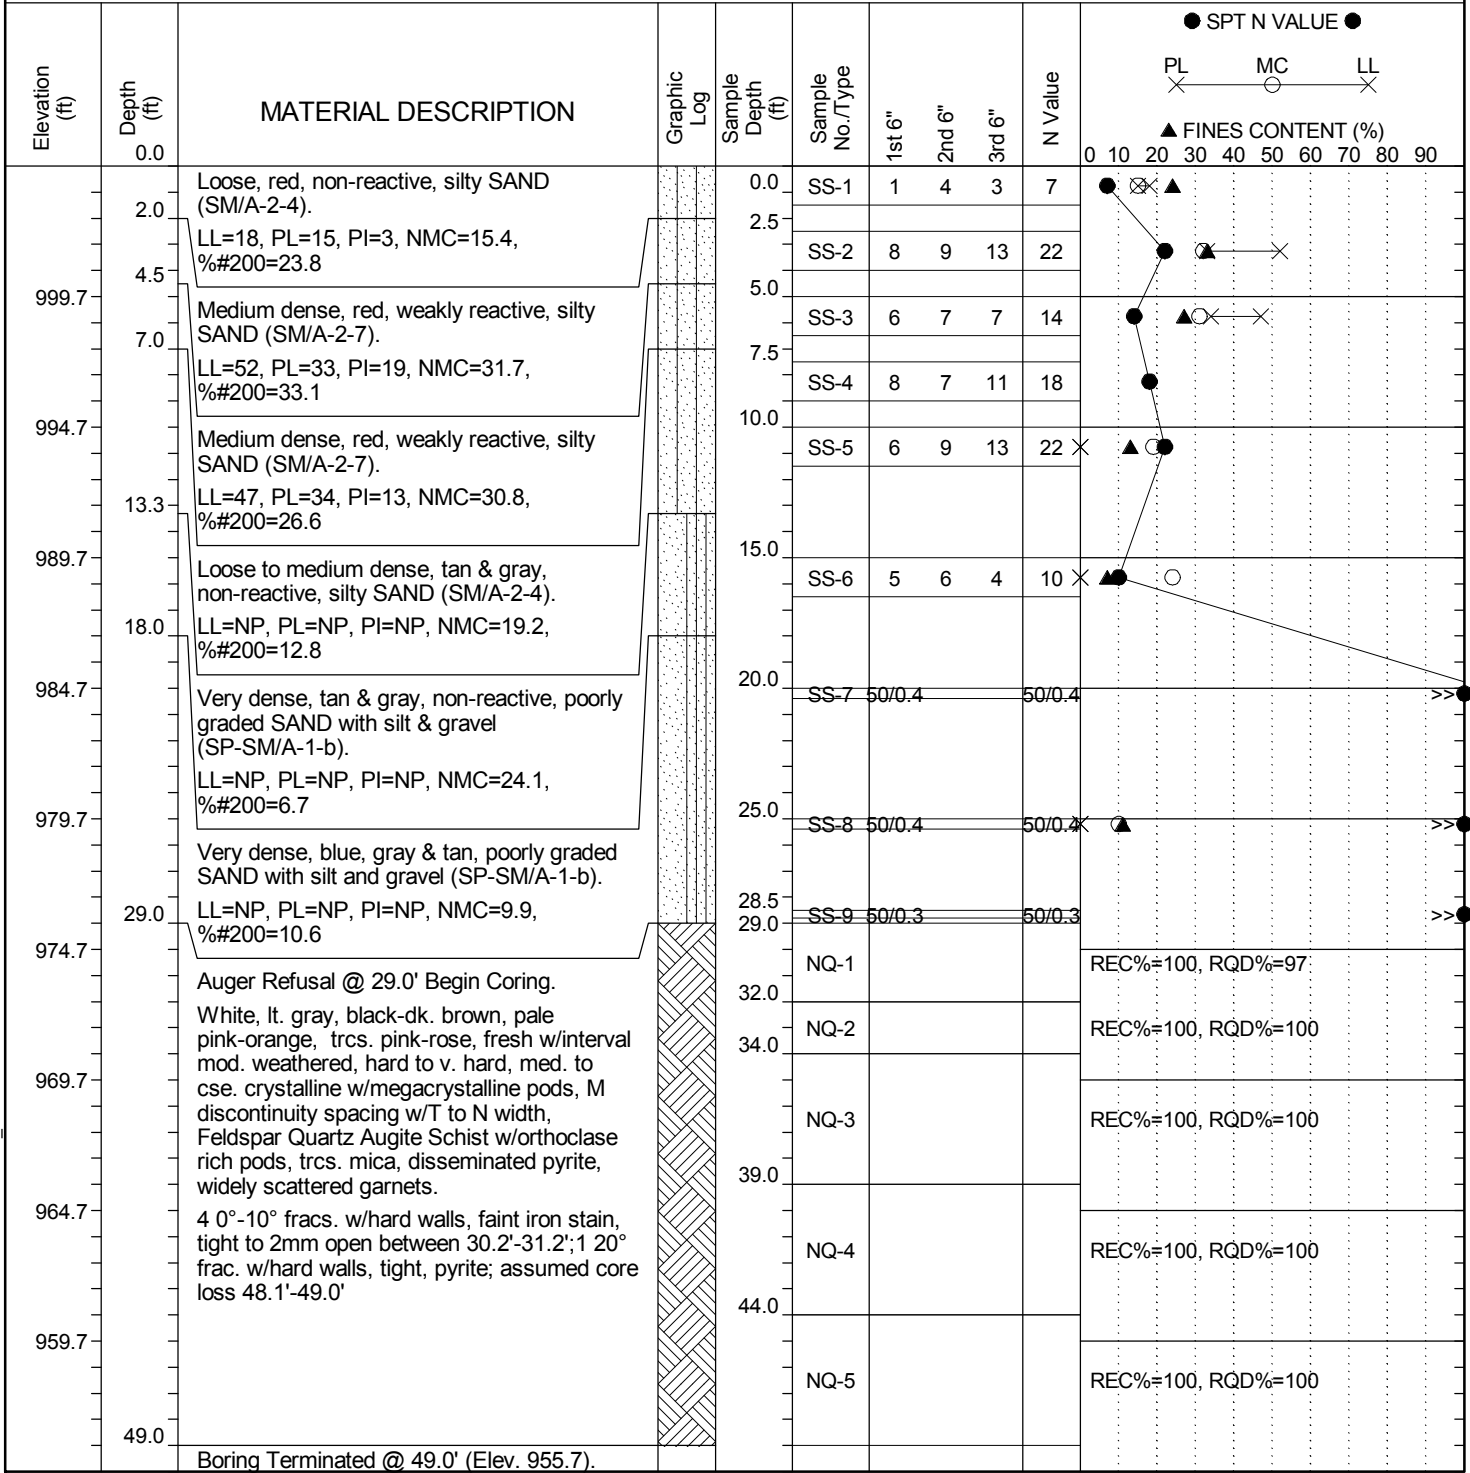 ● SPT N VALUE ●
PL MC LL
▲ FINES CONTENT (%)
0 10 20 30 40 50 60 70 80 90
Elevation (ft)
Depth (ft)
0.0
MATERIAL DESCRIPTION
Graphic Log
Sample Depth (ft)
Sample No./Type
1st 6"
2nd 6"
3rd 6"
N Value
Loose, red, non-reactive, silty SAND
(SM/A-2-4).
2.0
LL=18, PL=15, PI=3, NMC=15.4,
%#200=23.8
4.5
999.7
Medium dense, red, weakly reactive, silty
SAND (SM/A-2-7).
7.0
LL=52, PL=33, PI=19, NMC=31.7,
%#200=33.1
994.7
Medium dense, red, weakly reactive, silty
SAND (SM/A-2-7).
LL=47, PL=34, PI=13, NMC=30.8,
%#200=26.6
13.3
989.7
Loose to medium dense, tan & gray,
non-reactive, silty SAND (SM/A-2-4).
LL=NP, PL=NP, PI=NP, NMC=19.2,
%#200=12.8
18.0
984.7
Very dense, tan & gray, non-reactive, poorly
graded SAND with silt & gravel
(SP-SM/A-1-b).
LL=NP, PL=NP, PI=NP, NMC=24.1,
%#200=6.7
979.7
Very dense, blue, gray & tan, poorly graded
SAND with silt and gravel (SP-SM/A-1-b).
LL=NP, PL=NP, PI=NP, NMC=9.9,
%#200=10.6
29.0
974.7
Auger Refusal @ 29.0' Begin Coring.
White, lt. gray, black-dk. brown, pale
pink-orange, trcs. pink-rose, fresh w/interval
mod. weathered, hard to v. hard, med. to
cse. crystalline w/megacrystalline pods, M
discontinuity spacing w/T to N width,
Feldspar Quartz Augite Schist w/orthoclase
rich pods, trcs. mica, disseminated pyrite,
widely scattered garnets.
969.7
964.7
4 0°-10° fracs. w/hard walls, faint iron stain,
tight to 2mm open between 30.2'-31.2';1 20°
frac. w/hard walls, tight, pyrite; assumed core
loss 48.1'-49.0'
959.7
49.0
Boring Terminated @ 49.0' (Elev. 955.7).
0.0
SS-1 1 4 3 7
2.5
SS-2 8 9 13 22
5.0
SS-3 6 7 7 14
7.5
SS-4 8 7 11 18
10.0
SS-5 6 9 13 22
15.0
SS-6 5 6 4 10
20.0
SS-7 50/0.4 50/0.4 >>
25.0
SS-8 50/0.4 50/0.4 >>
28.5
SS-9 50/0.3 50/0.3 >>
29.0
NQ-1 REC%=100, RQD%=97
32.0
NQ-2 REC%=100, RQD%=100
34.0
NQ-3 REC%=100, RQD%=100
39.0
NQ-4 REC%=100, RQD%=100
44.0
NQ-5 REC%=100, RQD%=100